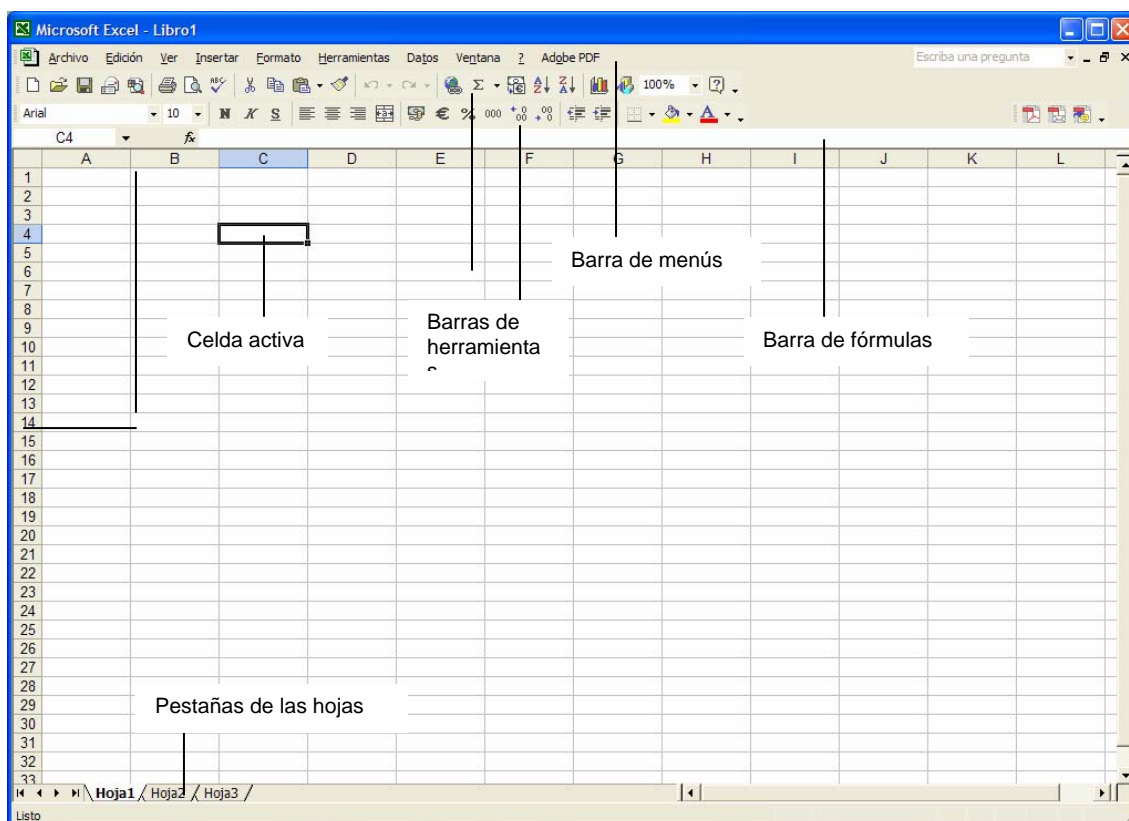 Microsoft Excel - Libro1
Archivo Edición Ver Insertar Formato Herramientas Datos Ventana ? Adobe PDF Escriba una pregunta
100%
Arial 10 N K S € % 000
C4 fx
A B C D E F G H I J K L
1
2
3
4
5
6
7
8
9
10
11
12
13
14
15
16
17
18
19
20
21
22
23
24
25
26
27
28
29
30
31
32
33
Barra de menús
Celda activa
Barras de
herramienta
s
Barra de fórmulas
Pestañas de las hojas
Hoja1 Hoja2 Hoja3
Listo